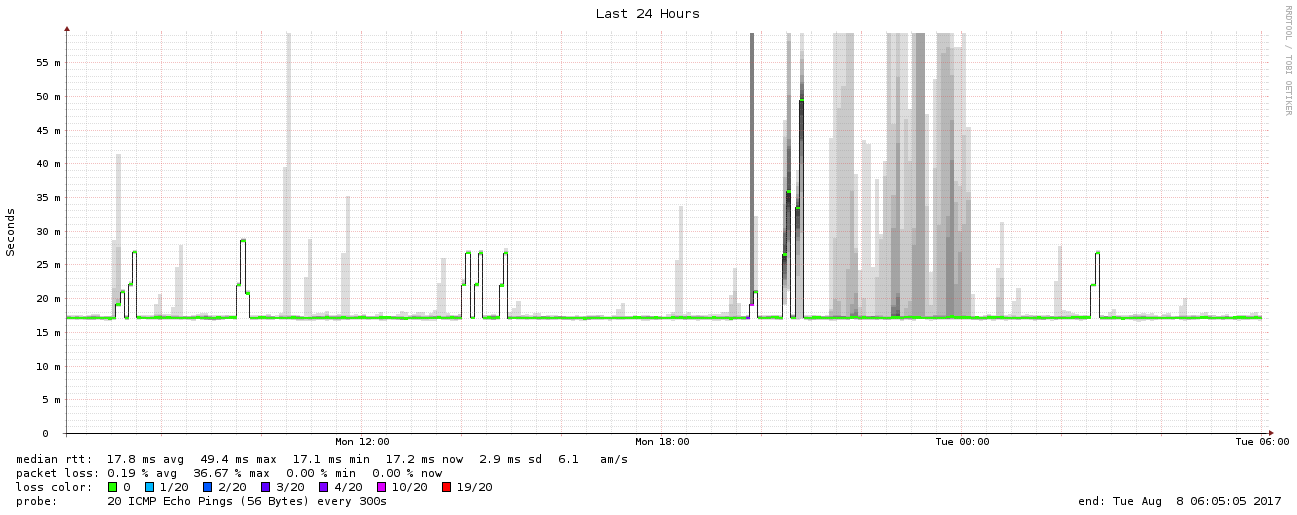 Last 24 Hours
RRDTOOL / TOBI OETIKER
Seconds
55 m
50 m
45 m
40 m
35 m
30 m
25 m
20 m
15 m
10 m
5 m
0
Mon 12:00 Mon 18:00 Tue 00:00 Tue 06:00
median rtt: 17.8 ms avg 49.4 ms max 17.1 ms min 17.2 ms now 2.9 ms sd 6.1 am/s
packet loss: 0.19 % avg 36.67 % max 0.00 % min 0.00 % now
loss color: 0 1/20 2/20 3/20 4/20 10/20 19/20
probe: 20 ICMP Echo Pings (56 Bytes) every 300s end: Tue Aug 8 06:05:05 2017